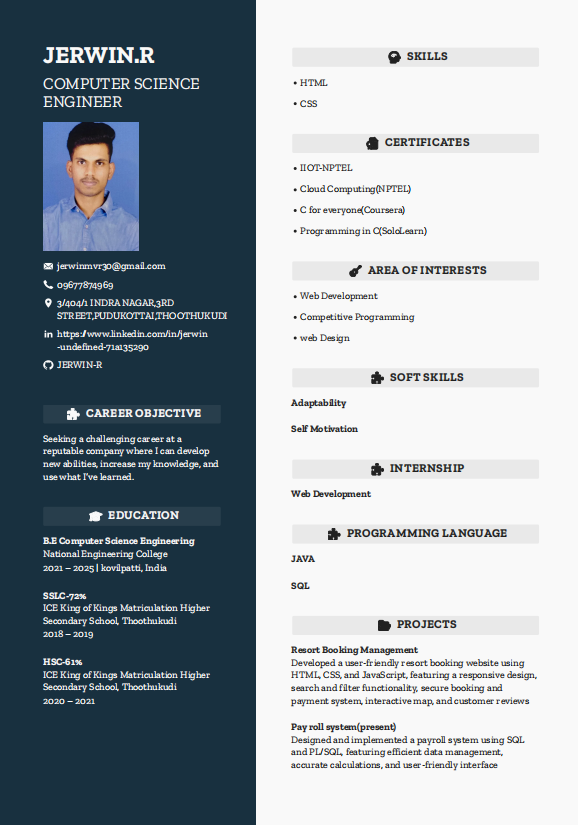 JERWIN.R
COMPUTER SCIENCE
ENGINEER
jerwinmvr30@gmail.com
09677874969
3/404/1 INDRA NAGAR,3RD
STREET,PUDUKOTTAI,THOOTHUKUDI
https://www.linkedin.com/in/jerwin
-undefined-71a135290
JERWIN-R
CAREER OBJECTIVE
Seeking a challenging career at a
reputable company where I can develop
new abilities, increase my knowledge, and
use what I've learned.
EDUCATION
B.E Computer Science Engineering
National Engineering College
2021 – 2025 | kovilpatti, India
SSLC-72%
ICE King of Kings Matriculation Higher
Secondary School, Thoothukudi
2018 – 2019
HSC-61%
ICE King of Kings Matriculation Higher
Secondary School, Thoothukudi
2020 – 2021
SKILLS
• HTML
• CSS
CERTIFICATES
• IIOT-NPTEL
• Cloud Computing(NPTEL)
• C for everyone(Coursera)
• Programming in C(SoloLearn)
AREA OF INTERESTS
• Web Development
• Competitive Programming
• web Design
SOFT SKILLS
Adaptability
Self Motivation
INTERNSHIP
Web Development
PROGRAMMING LANGUAGE
JAVA
SQL
PROJECTS
Resort Booking Management
Developed a user-friendly resort booking website using
HTML, CSS, and JavaScript, featuring a responsive design,
search and filter functionality, secure booking and
payment system, interactive map, and customer reviews
Pay roll system(present)
Designed and implemented a payroll system using SQL
and PL/SQL, featuring efficient data management,
accurate calculations, and user-friendly interface